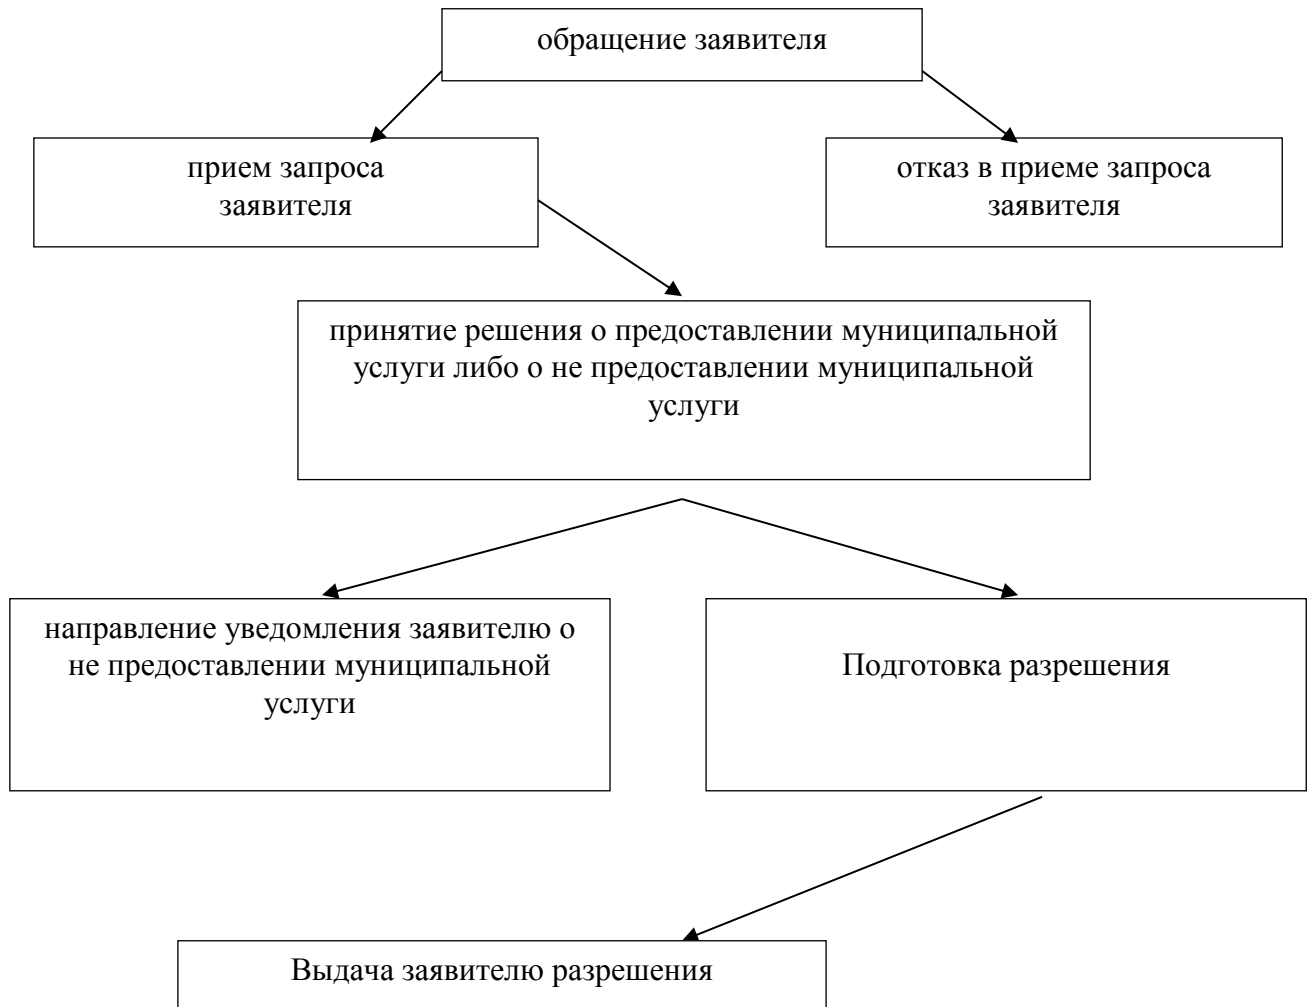 обращение заявителя
прием запроса
заявителя
отказ в приеме запроса
заявителя
принятие решения о предоставлении муниципальной
услуги либо о не предоставлении муниципальной
услуги
направление уведомления заявителю о
не предоставлении муниципальной
услуги
Подготовка разрешения
Выдача заявителю разрешения